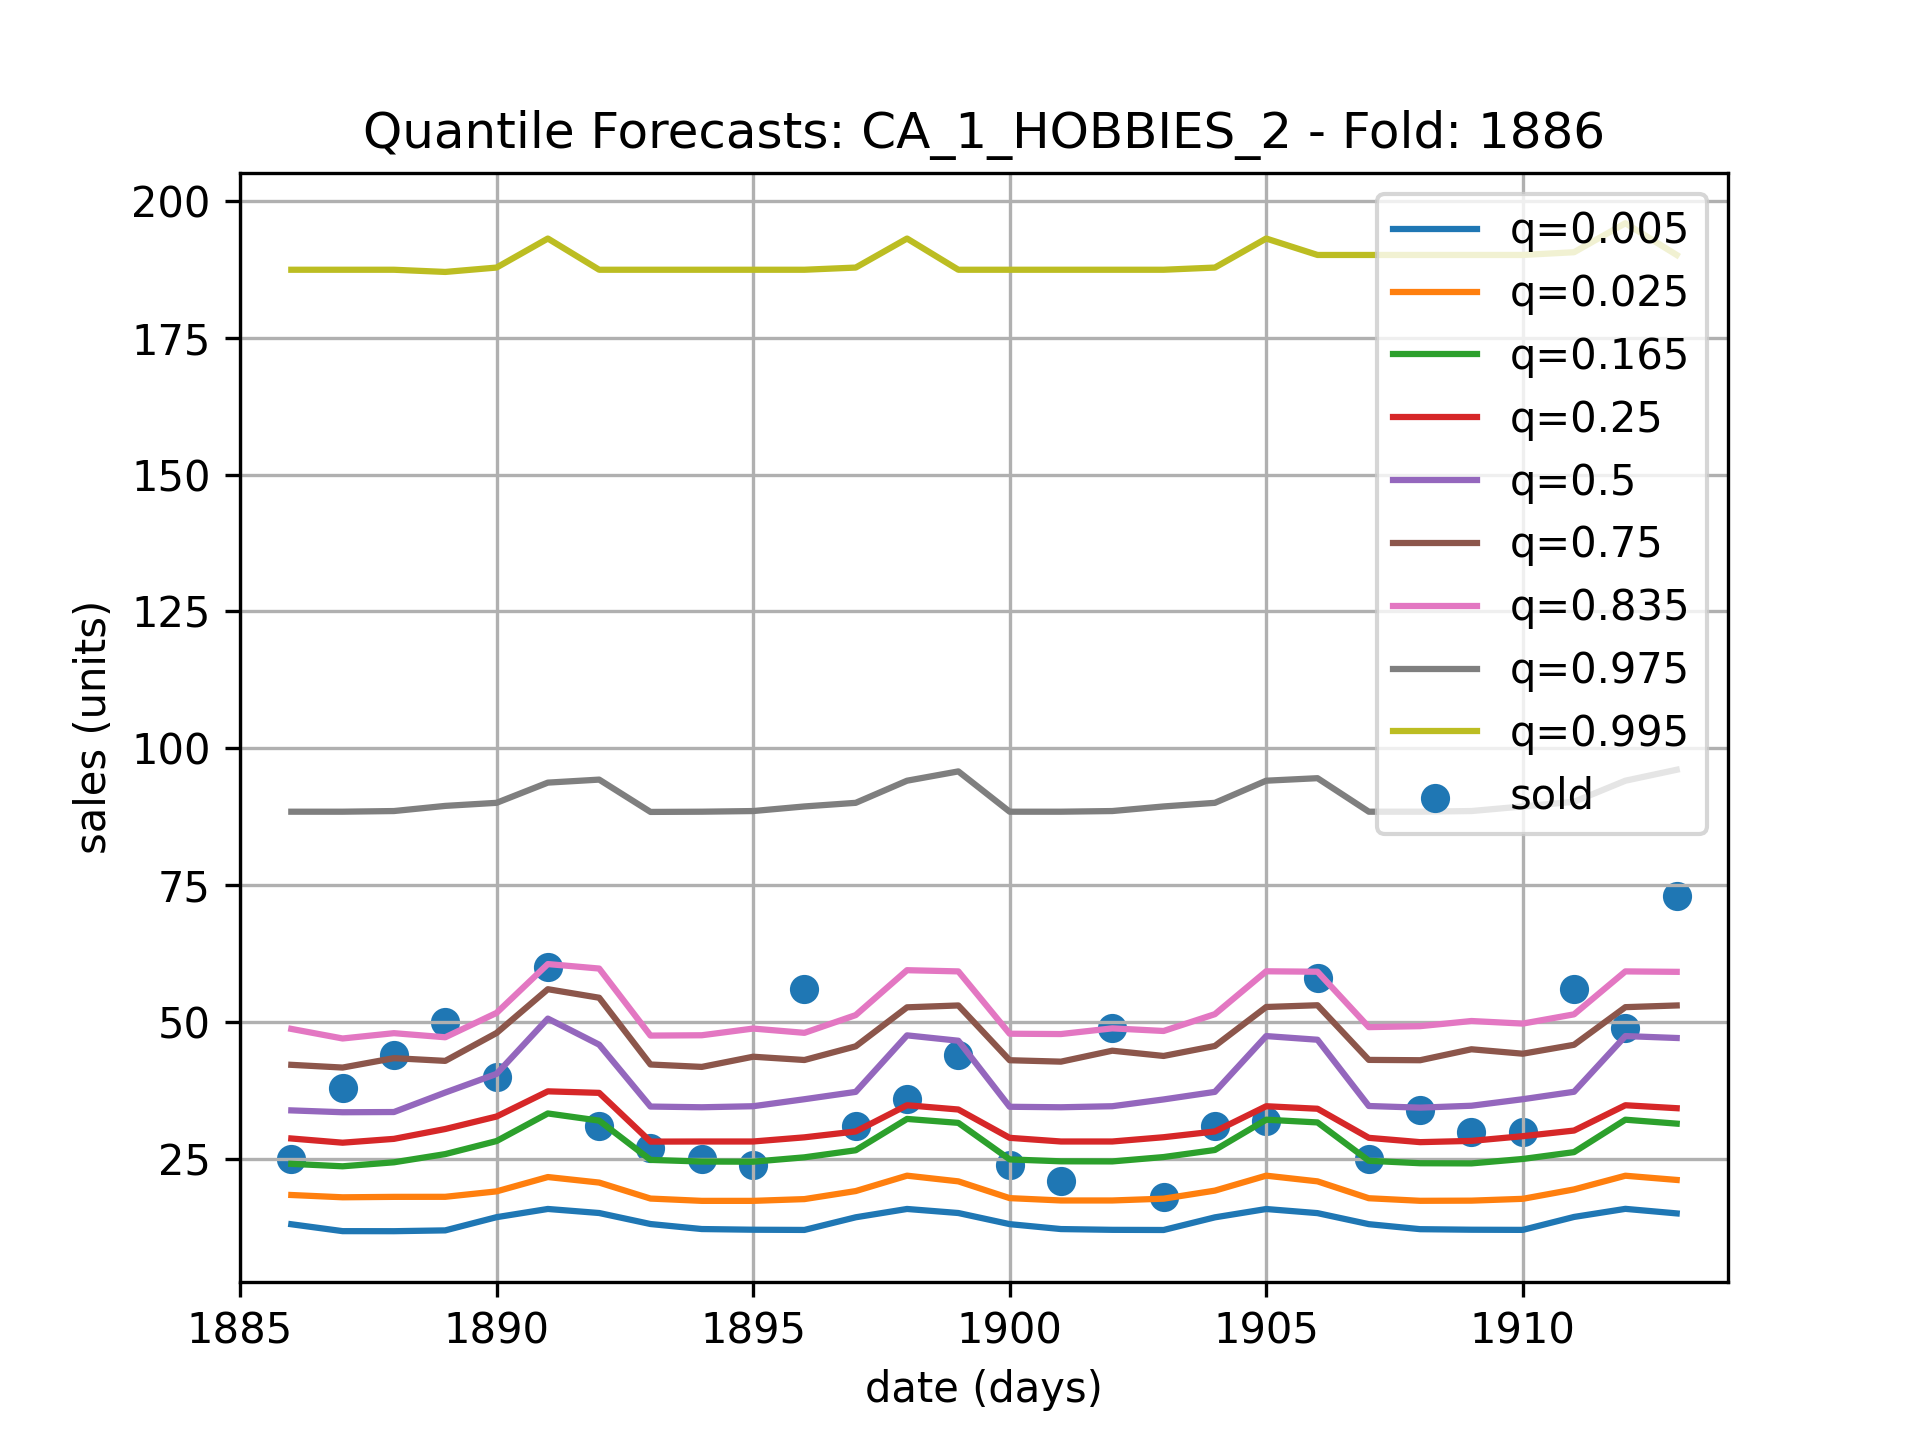 Quantile Forecasts: CA_1_HOBBIES_2 - Fold: 1886
200
175
150
125
100
75
50
25
sales (units)
q=0.005
q=0.025
q=0.165
q=0.25
q=0.5
q=0.75
q=0.835
q=0.975
q=0.995
sold
1885 1890 1895 1900 1905 1910
date (days)